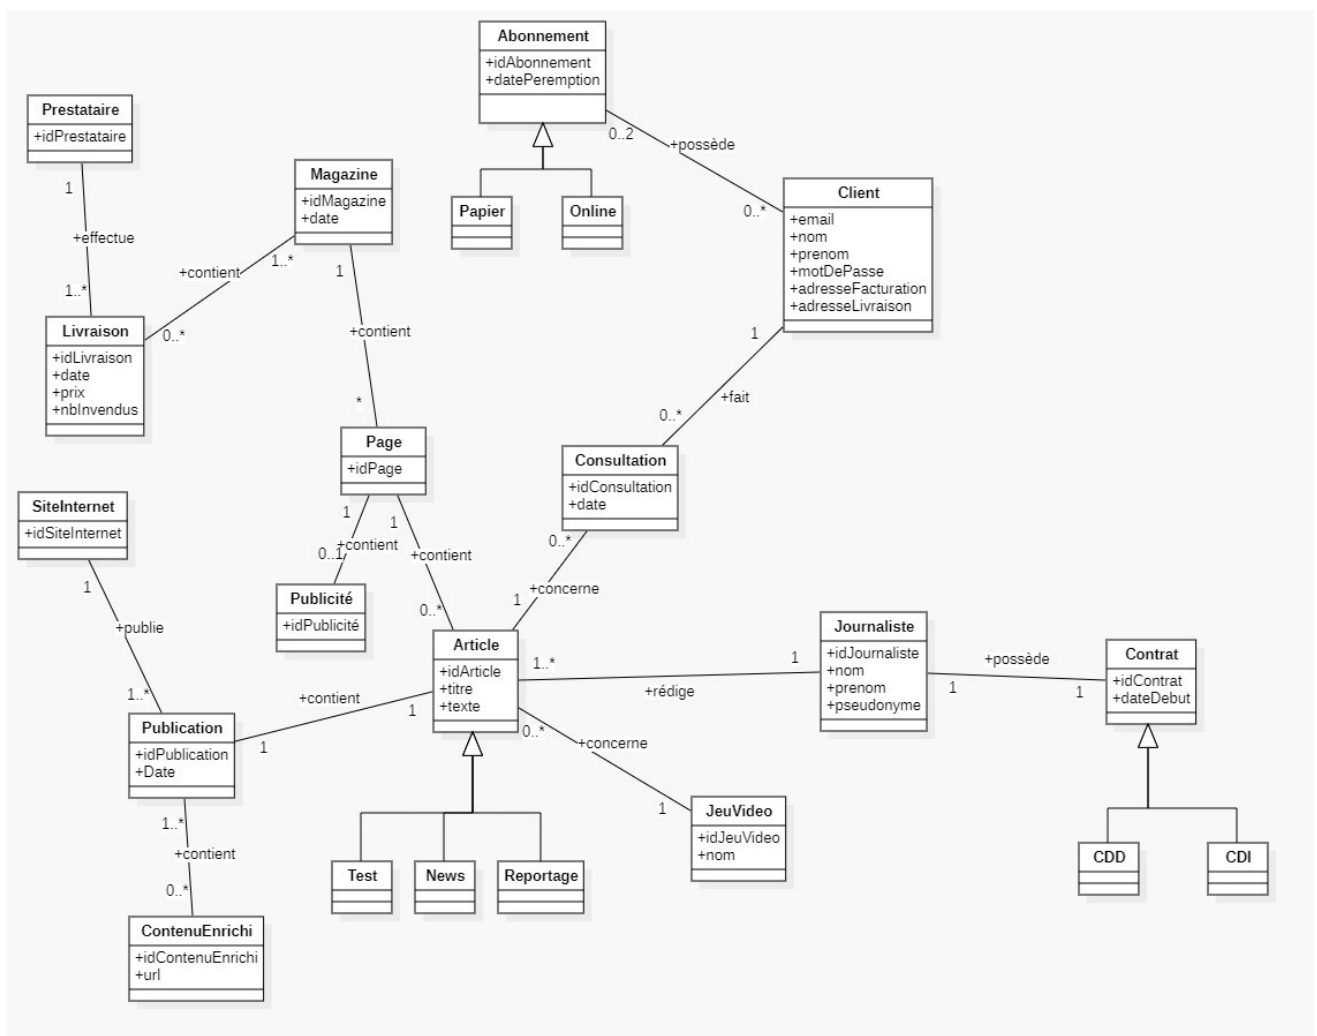 Abonnement
+idAbonnement
+datePeremption
0..2
+possède
0..*
Prestataire
+idPrestataire
1
+effectue
1..*
Magazine
+idMagazine
+date
1..*
+contient
0..*
1
+contient
*
Papier
Online
Client
+email
+nom
+prenom
+motDePasse
+adresseFacturation
+adresseLivraison
1
+fait
0..*
Livraison
+idLivraison
+date
+prix
+nbInvendus
Page
+idPage
1
+contient
0..1
1
+contient
0..*
Consultation
+idConsultation
+date
0..*
+concerne
1
SiteInternet
+idSiteInternet
1
+publie
1..*
Publicité
+idPublicité
Article
+idArticle
+titre
+texte
1..*
+rédige
1
Journaliste
+idJournaliste
+nom
+prenom
+pseudonyme
+possède
1
1
Contrat
+idContrat
+dateDebut
+contient
1
1
Publication
+idPublication
+Date
1..*
+contient
0..*
0..*
+concerne
1
JeuVideo
+idJeuVideo
+nom
Test
News
Reportage
CDD
CDI
ContenuEnrichi
+idContenuEnrichi
+url